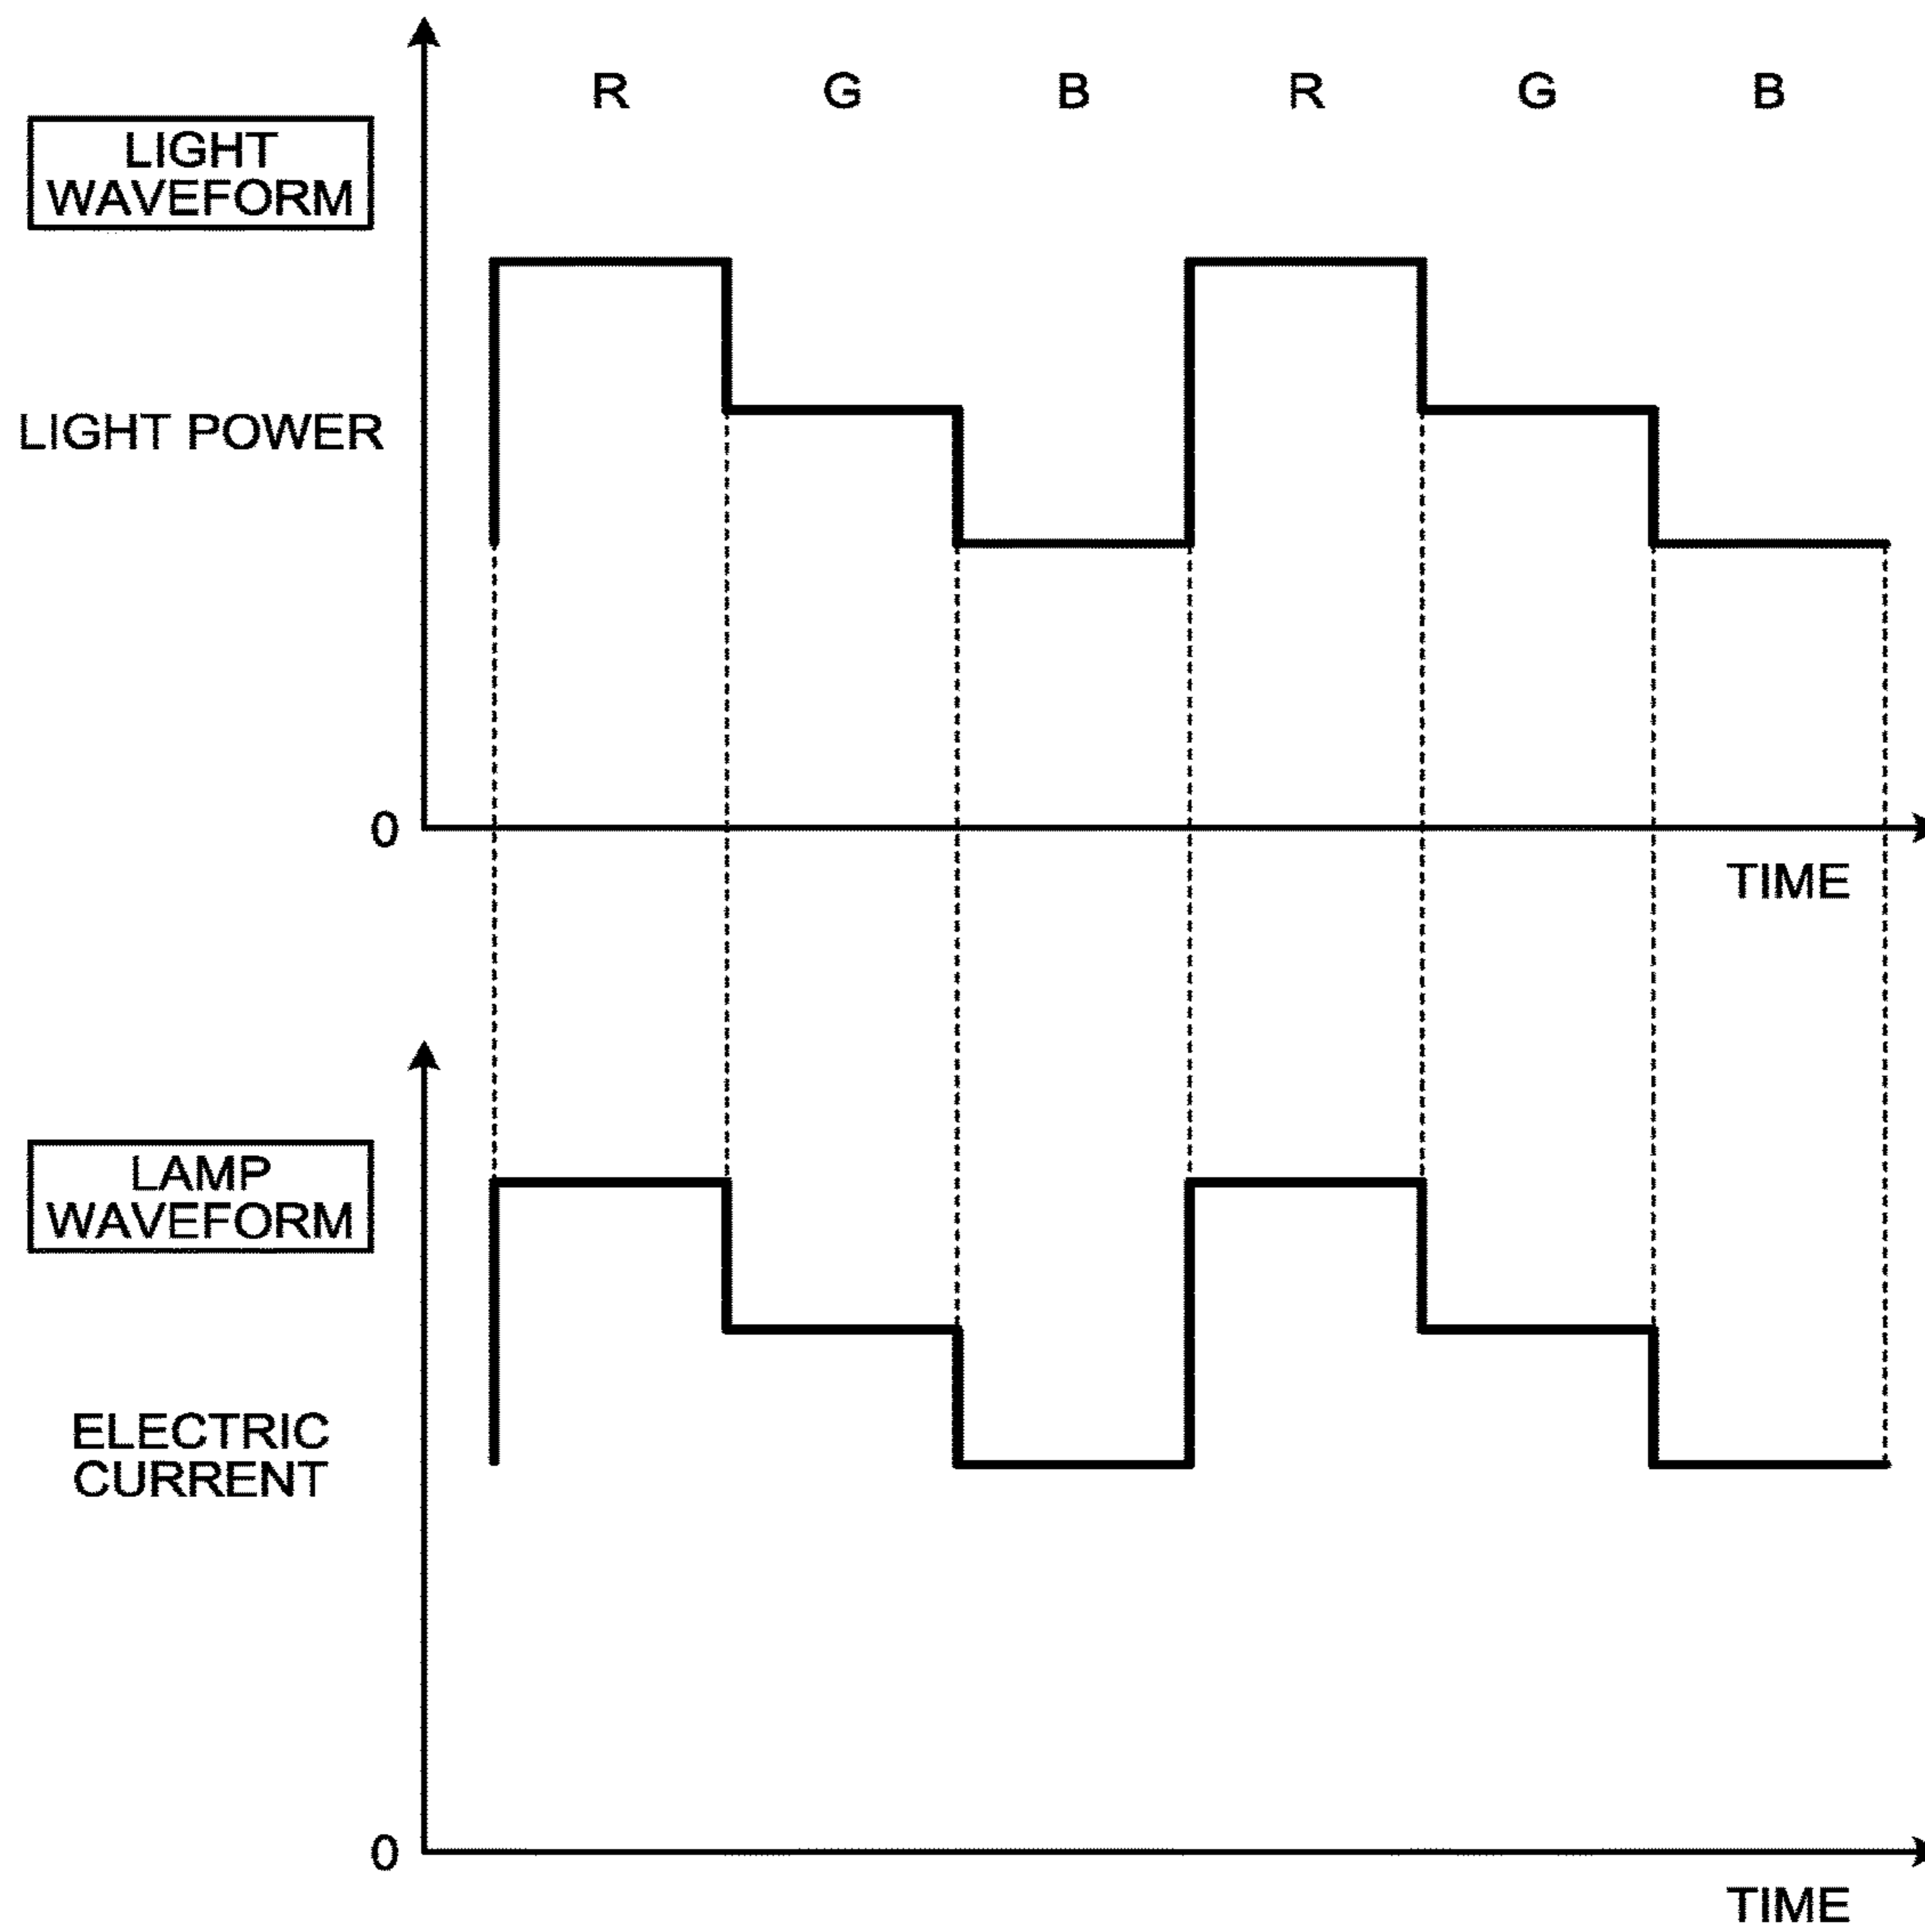 R G B R G B
LIGHT
WAVEFORM
LIGHT POWER
0
TIME
LAMP
WAVEFORM
ELECTRIC
CURRENT
0
TIME